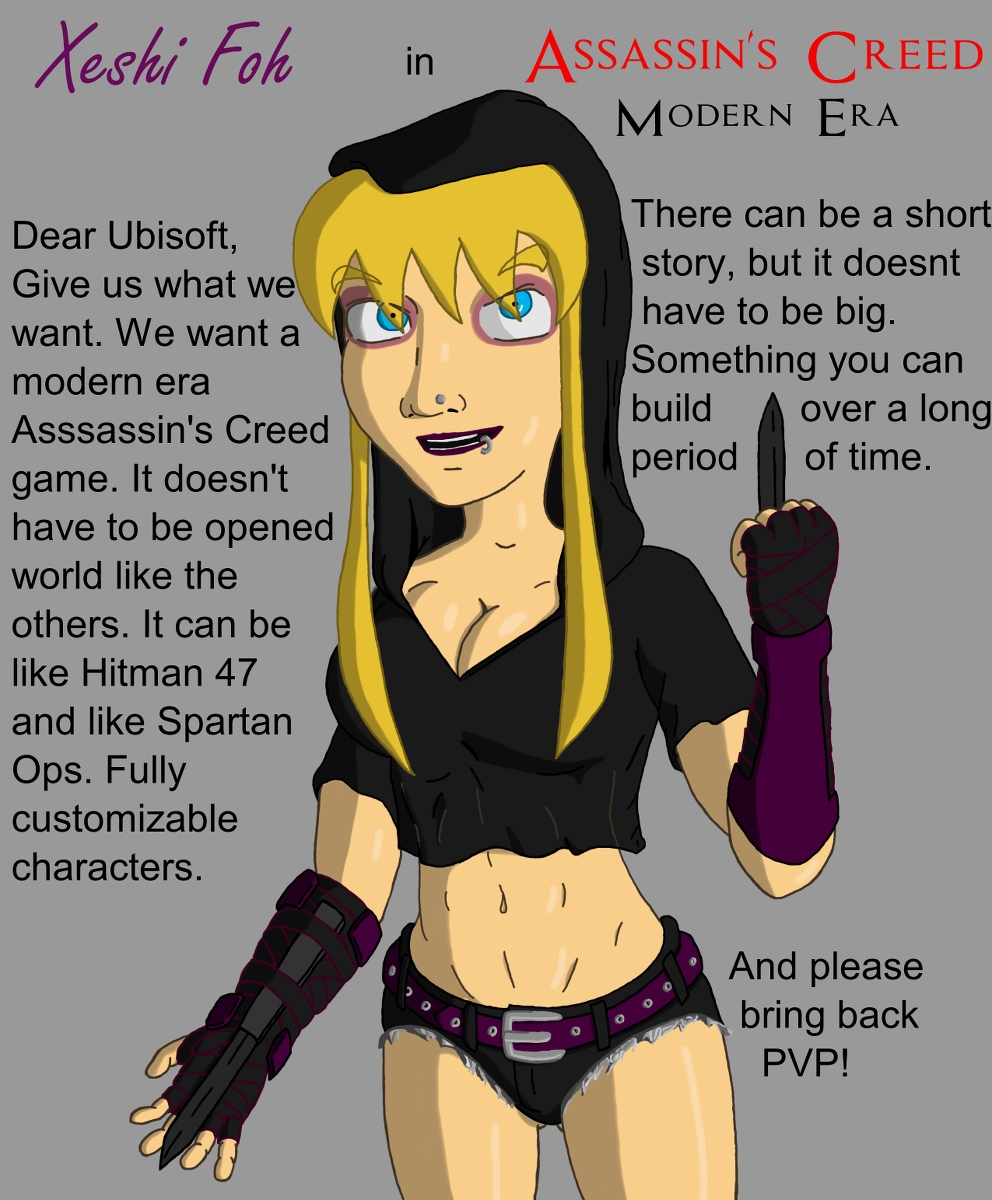 Xeshi Foh in Assassin's Creed
Modern Era
Dear Ubisoft,
Give us what we
want. We want a
modern era
Asssassin's Creed
game. It doesn't
have to be opened
world like the
others. It can be
like Hitman 47
and like Spartan
Ops. Fully
customizable
characters.
There can be a short
story, but it doesnt
have to be big.
Something you can
build over a long
period of time.
And please
bring back
PVP!